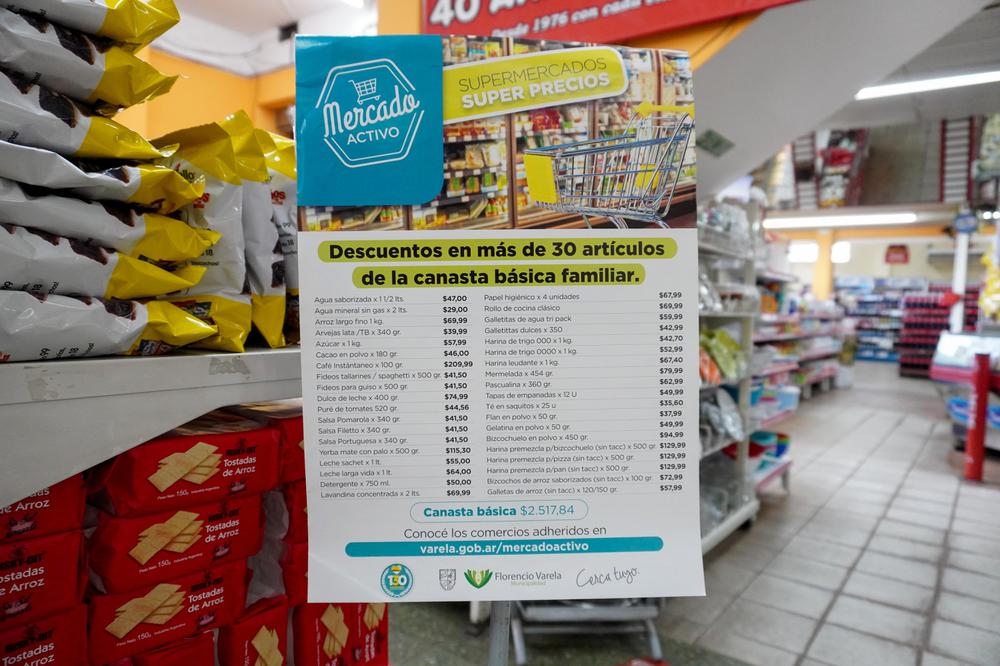 40 A
Desde 1976 con cada
Mercado
ACTIVO
SUPERMERCADOS
SUPER PRECIOS
Descuentos en más de 30 artículos
de la canasta básica familiar.
Agua saborizada x 1 1/2 lts. $47,00
Agua mineral sin gas x 2 lts. $29,00
Arroz largo fino 1 kg. $69,99
Arvejas lata /TB x 340 gr. $39,99
Azúcar x 1 kg. $57,99
Cacao en polvo x 180 gr. $46,00
Café Instantáneo x 100 gr. $209,99
Fideos tallarines / spaghetti x 500 gr. $41,50
Fideos para guiso x 500 gr. $41,50
Dulce de leche x 400 gr. $74,99
Puré de tomates 520 gr. $44,56
Salsa Pomarola x 340 gr. $41,50
Salsa Filetto x 340 gr. $41,50
Salsa Portuguesa x 340 gr. $41,50
Yerba mate con palo x 500 gr. $115,30
Leche sachet x 1 lt. $55,00
Leche larga vida x 1 lt. $64,00
Detergente x 750 ml. $50,00
Lavandina concentrada x 2 lts. $69,99
Papel higiénico x 4 unidades $67,99
Rollo de cocina clásico $69,99
Galletitas de agua tri pack $59,99
Galletittas dulces x 350 $42,99
Harina de trigo 000 x 1 kg. $42,70
Harina de trigo 0000 x 1 kg. $52,99
Harina leudante x 1 kg. $67,40
Mermelada x 454 gr. $79,99
Pascualina x 360 gr. $62,99
Tapas de empanadas x 12 U $49,99
Té en saquitos x 25 u $35,60
Flan en polvo x 50 gr. $37,99
Gelatina en polvo x 50 gr. $49,99
Bizcochuelo en polvo x 450 gr. $94,99
Harina premezcla p/bizcochuelo (sin tacc) x 500 gr. $129,99
Harina premezcla p/pizza (sin tacc) x 500 gr. $129,99
Harina premezcla p/pan (sin tacc) x 500 gr. $129,99
Bizcochos de arroz saborizados (sin tacc) x 100 gr. $72,99
Galletas de arroz (sin tacc) x 120/150 gr. $57,99
Canasta básica $2.517,84
Conocé los comercios adheridos en
varela.gob.ar/mercadoactivo
130
Florencio Varela
Municipalidad
Cerca tuyo.
Tostadas
de Arroz
150g
Tostadas
de Arroz
150g
Tostadas
de Arroz
150g